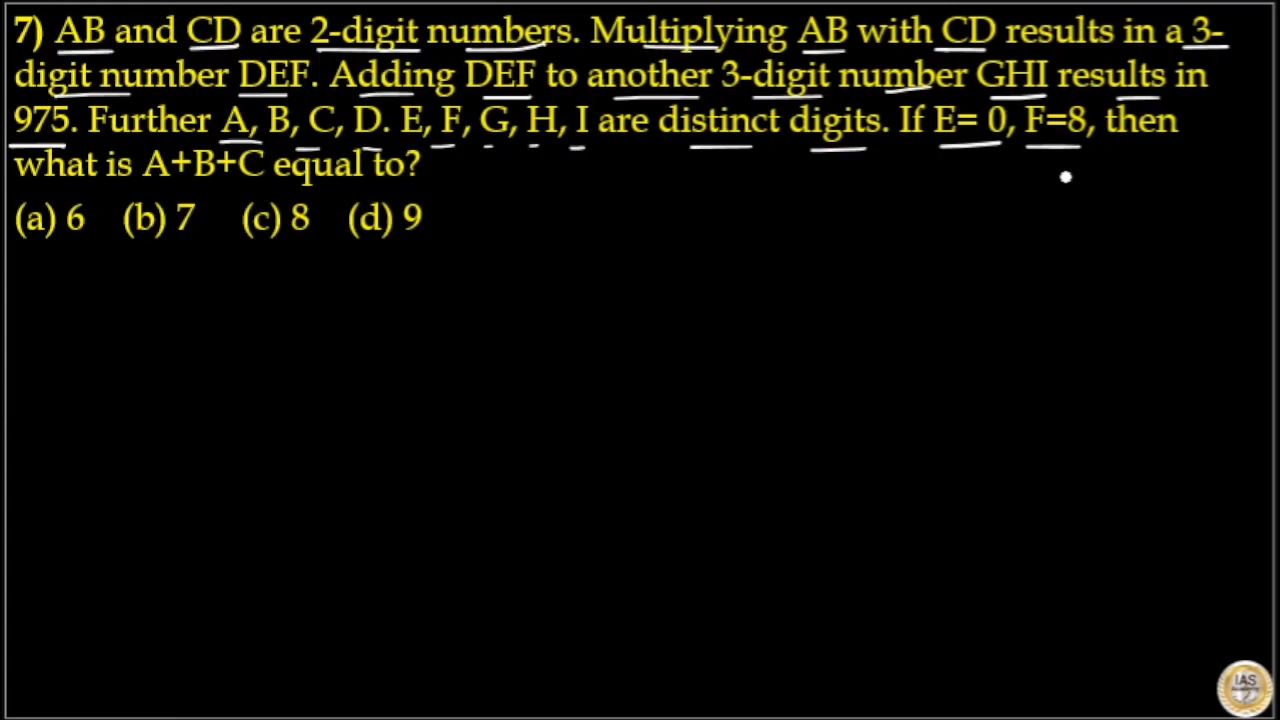 7) AB and CD are 2-digit numbers. Multiplying AB with CD results in a 3-
digit number DEF. Adding DEF to another 3-digit number GHI results in
975. Further A, B, C, D. E, F, G, H, I are distinct digits. If E= 0, F=8, then
what is A+B+C equal to?
(a) 6 (b) 7 (c) 8 (d) 9
IAS